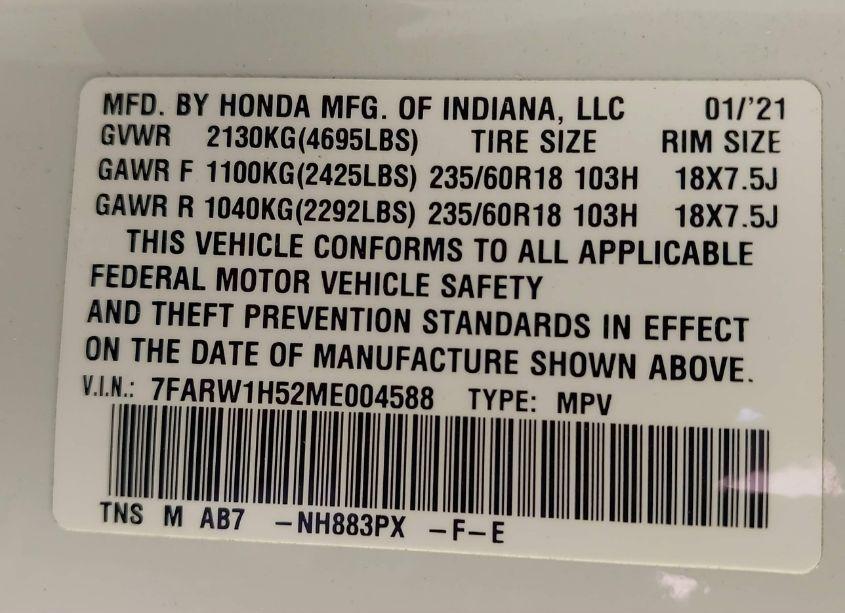 MFD. BY HONDA MFG. OF INDIANA, LLC 01/'21
GVWR 2130KG(4695LBS) TIRE SIZE RIM SIZE
GAWR F 1100KG(2425LBS) 235/60R18 103H 18X7.5J
GAWR R 1040KG(2292LBS) 235/60R18 103H 18X7.5J
THIS VEHICLE CONFORMS TO ALL APPLICABLE
FEDERAL MOTOR VEHICLE SAFETY
AND THEFT PREVENTION STANDARDS IN EFFECT
ON THE DATE OF MANUFACTURE SHOWN ABOVE.
V.I.N.: 7FARW1H52ME004588 TYPE: MPV
TNS M AB7 -NH883PX -F-E